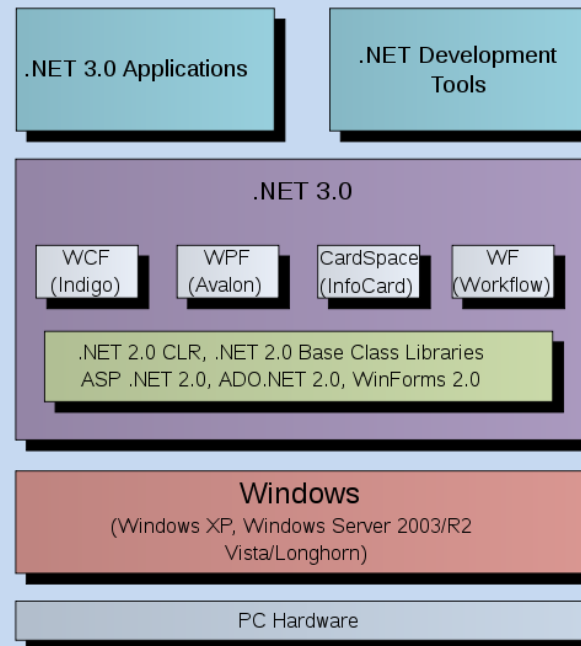 .NET 3.0 Applications
.NET Development
Tools
.NET 3.0
WCF
(Indigo)
WPF
(Avalon)
CardSpace
(InfoCard)
WF
(Workflow)
.NET 2.0 CLR, .NET 2.0 Base Class Libraries
ASP .NET 2.0, ADO.NET 2.0, WinForms 2.0
Windows
(Windows XP, Windows Server 2003/R2
Vista/Longhorn)
PC Hardware